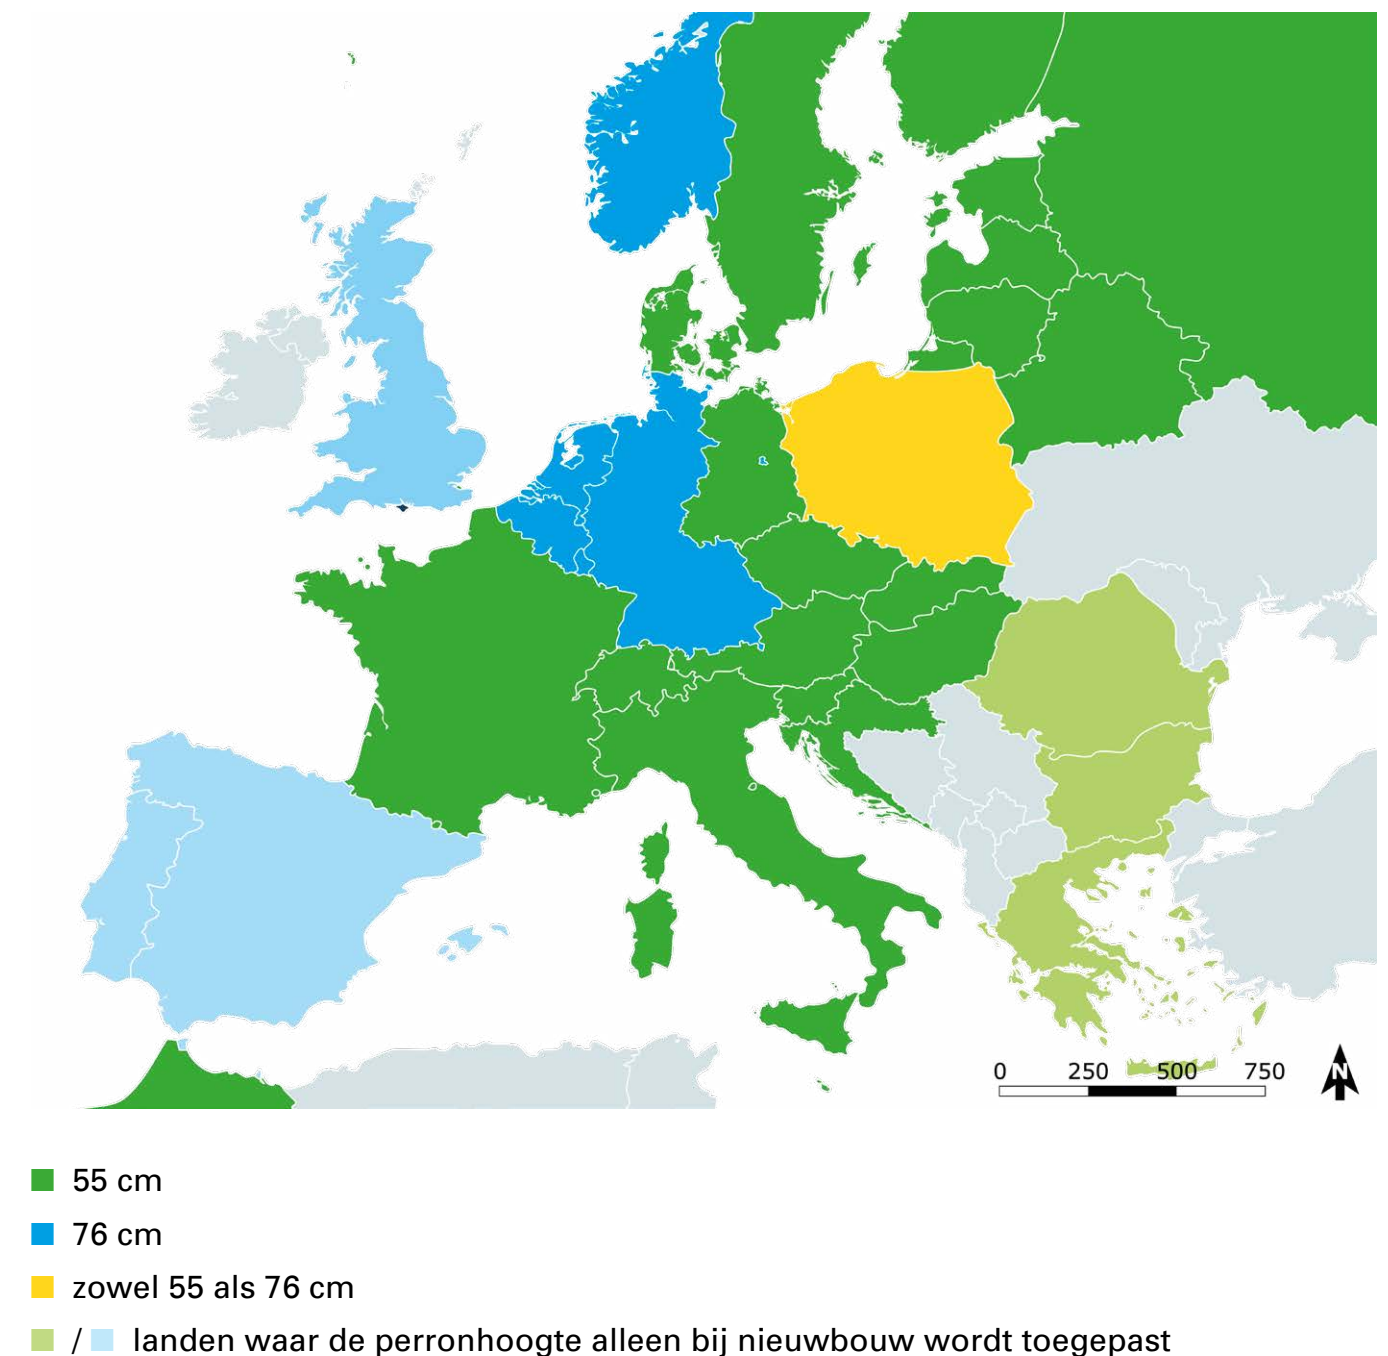 0 250 500 750
N
55 cm
76 cm
zowel 55 als 76 cm
/ landen waar de perronhoogte alleen bij nieuwbouw wordt toegepast